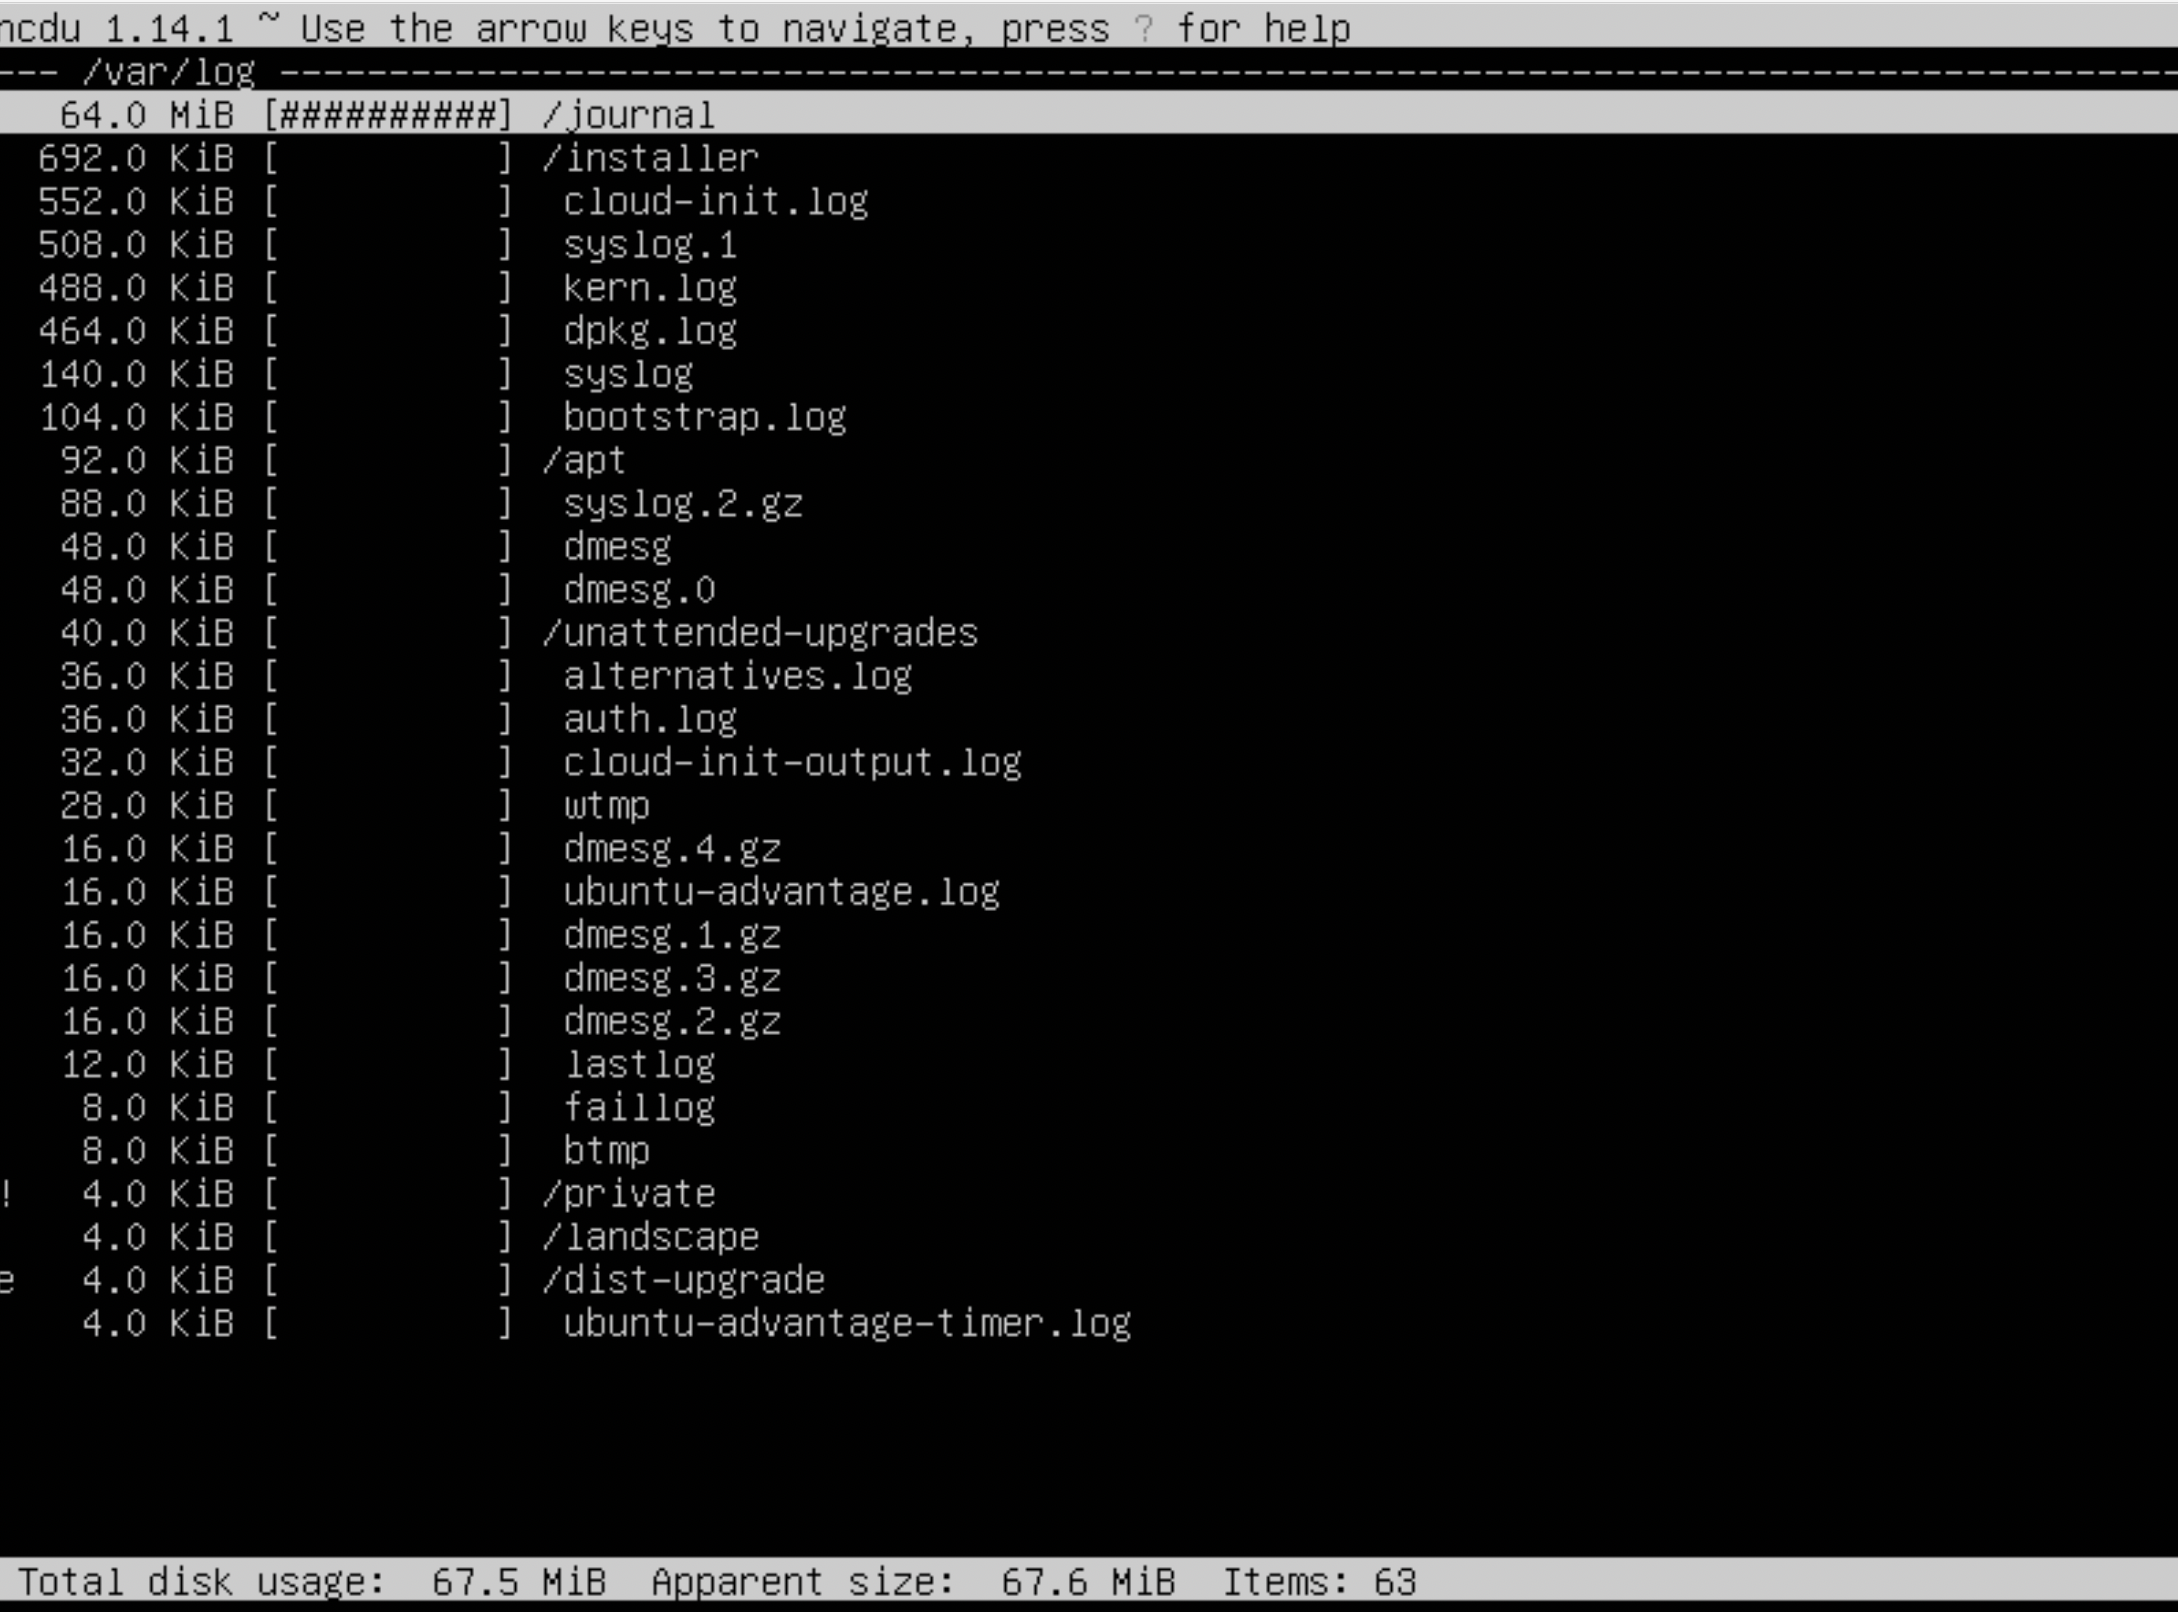 ncdu 1.14.1 ~ Use the arrow keys to navigate, press ? for help
--- /var/log ---------------------------------------------------------------------------------------
64.0 MiB [##########] /journal
692.0 KiB [          ] /installer
552.0 KiB [          ]  cloud-init.log
508.0 KiB [          ]  syslog.1
488.0 KiB [          ]  kern.log
464.0 KiB [          ]  dpkg.log
140.0 KiB [          ]  syslog
104.0 KiB [          ]  bootstrap.log
92.0 KiB [          ] /apt
88.0 KiB [          ]  syslog.2.gz
48.0 KiB [          ]  dmesg
48.0 KiB [          ]  dmesg.0
40.0 KiB [          ] /unattended-upgrades
36.0 KiB [          ]  alternatives.log
36.0 KiB [          ]  auth.log
32.0 KiB [          ]  cloud-init-output.log
28.0 KiB [          ]  wtmp
16.0 KiB [          ]  dmesg.4.gz
16.0 KiB [          ]  ubuntu-advantage.log
16.0 KiB [          ]  dmesg.1.gz
16.0 KiB [          ]  dmesg.3.gz
16.0 KiB [          ]  dmesg.2.gz
12.0 KiB [          ]  lastlog
8.0 KiB [          ]  faillog
8.0 KiB [          ]  btmp
! 4.0 KiB [          ] /private
4.0 KiB [          ] /landscape
e 4.0 KiB [          ] /dist-upgrade
4.0 KiB [          ]  ubuntu-advantage-timer.log
Total disk usage:  67.5 MiB  Apparent size:  67.6 MiB  Items: 63